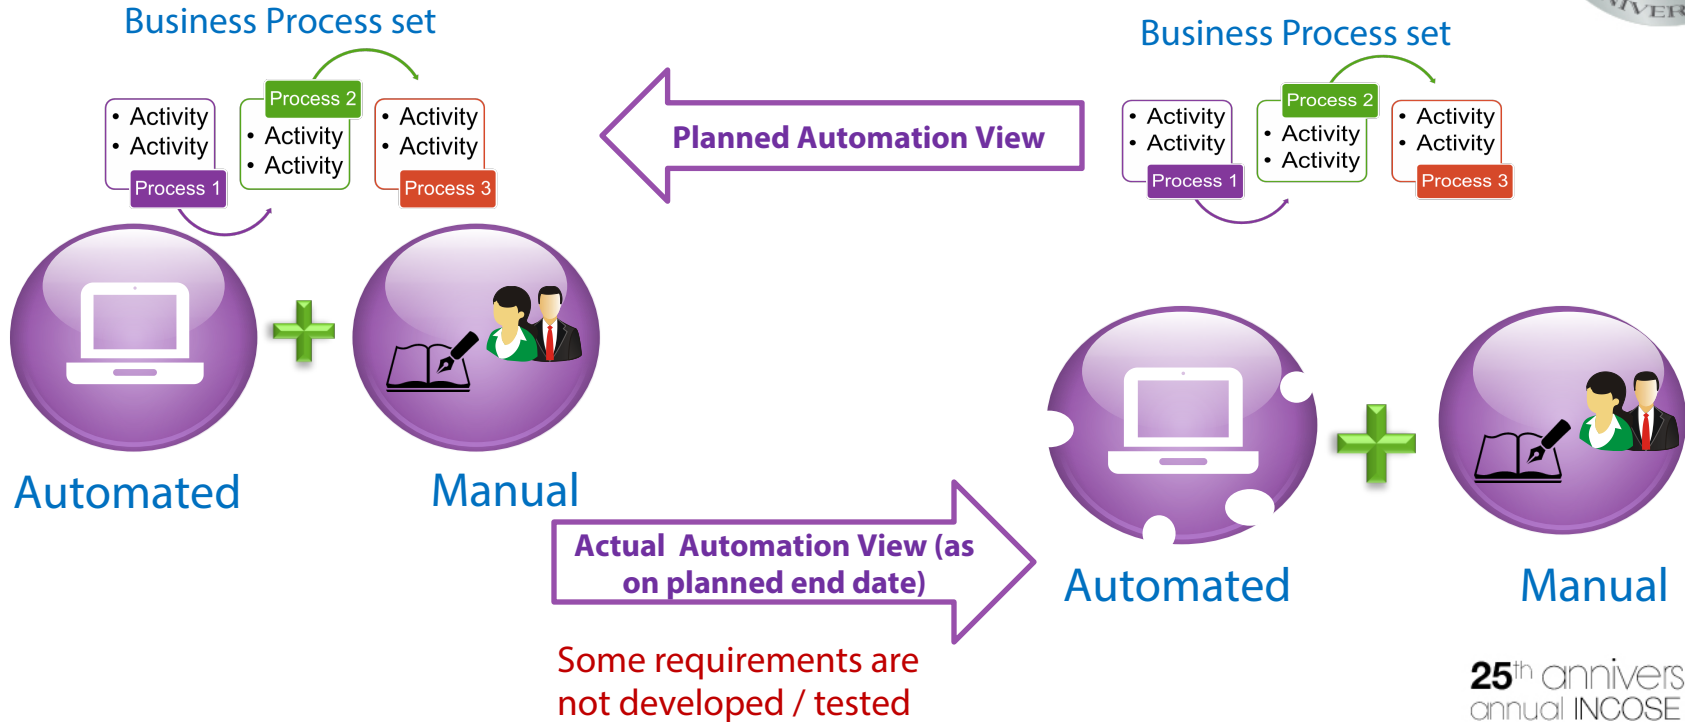 Business Process set
• Activity
• Activity
Process 1
Process 2
• Activity
• Activity
• Activity
• Activity
Process 3
Automated
Manual
Planned Automation View
Actual Automation View (as
on planned end date)
Some requirements are
not developed / tested
Business Process set
• Activity
• Activity
Process 1
Process 2
• Activity
• Activity
• Activity
• Activity
Process 3
Automated
Manual
25th annivers
annual INCOSE